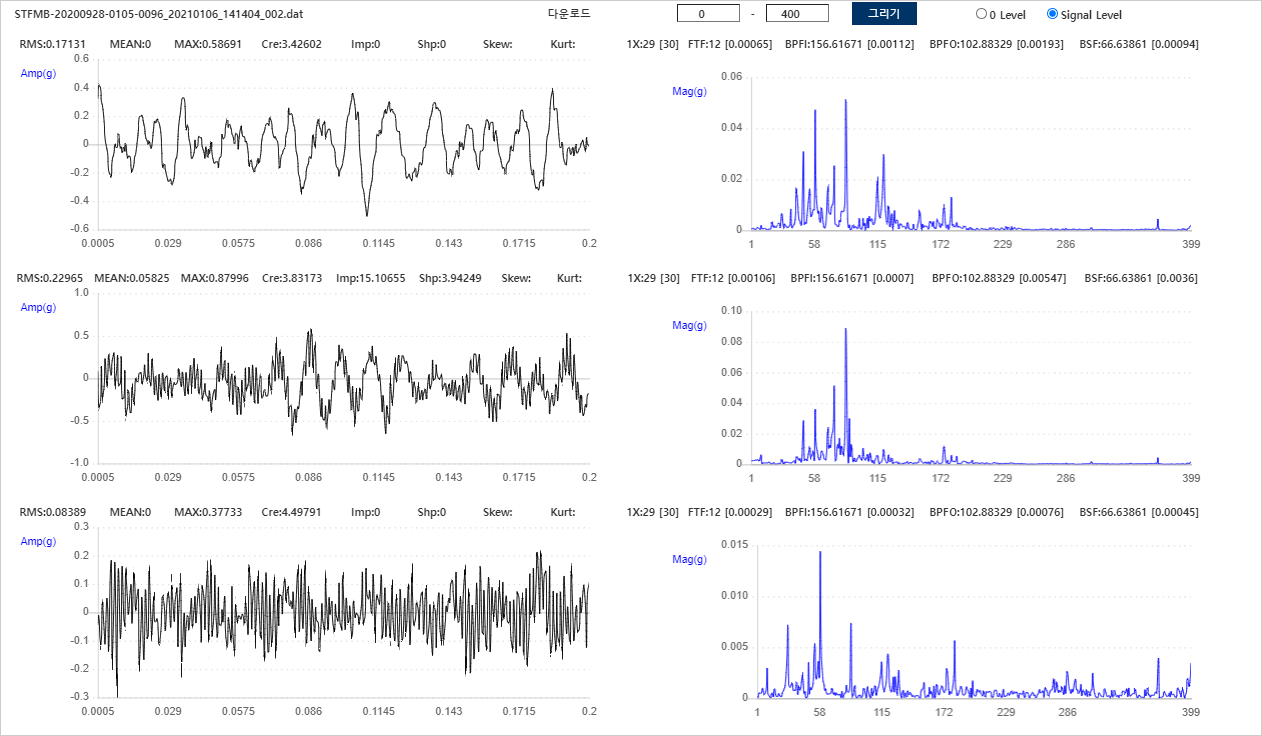 STFMB-20200928-0105-0096_20210106_141404_002.dat 다운로드 0 - 400 그리기 0 Level Signal Level
RMS:0.17131 MEAN:0 MAX:0.58691 Cre:3.42602 Imp:0 Shp:0 Skew: Kurt:
Amp(g)
0.6
0.4
0.2
0
-0.2
-0.4
-0.6
0.0005 0.029 0.0575 0.086 0.1145 0.143 0.1715 0.2
1X:29 [30] FTF:12 [0.00065] BPFI:156.61671 [0.00112] BPFO:102.88329 [0.00193] BSF:66.63861 [0.00094]
Mag(g)
0.06
0.04
0.02
0
1 58 115 172 229 286 399
RMS:0.22965 MEAN:0.05825 MAX:0.87996 Cre:3.83173 Imp:15.10655 Shp:3.94249 Skew: Kurt:
Amp(g)
1.0
0.5
0
-0.5
-1.0
0.0005 0.029 0.0575 0.086 0.1145 0.143 0.1715 0.2
1X:29 [30] FTF:12 [0.00106] BPFI:156.61671 [0.0007] BPFO:102.88329 [0.00547] BSF:66.63861 [0.0036]
Mag(g)
0.10
0.08
0.06
0.04
0.02
0
1 58 115 172 229 286 399
RMS:0.08389 MEAN:0 MAX:0.37733 Cre:4.49791 Imp:0 Shp:0 Skew: Kurt:
Amp(g)
0.3
0.2
0.1
0
-0.1
-0.2
-0.3
0.0005 0.029 0.0575 0.086 0.1145 0.143 0.1715 0.2
1X:29 [30] FTF:12 [0.00029] BPFI:156.61671 [0.00032] BPFO:102.88329 [0.00076] BSF:66.63861 [0.00045]
Mag(g)
0.015
0.010
0.005
0
1 58 115 172 229 286 399